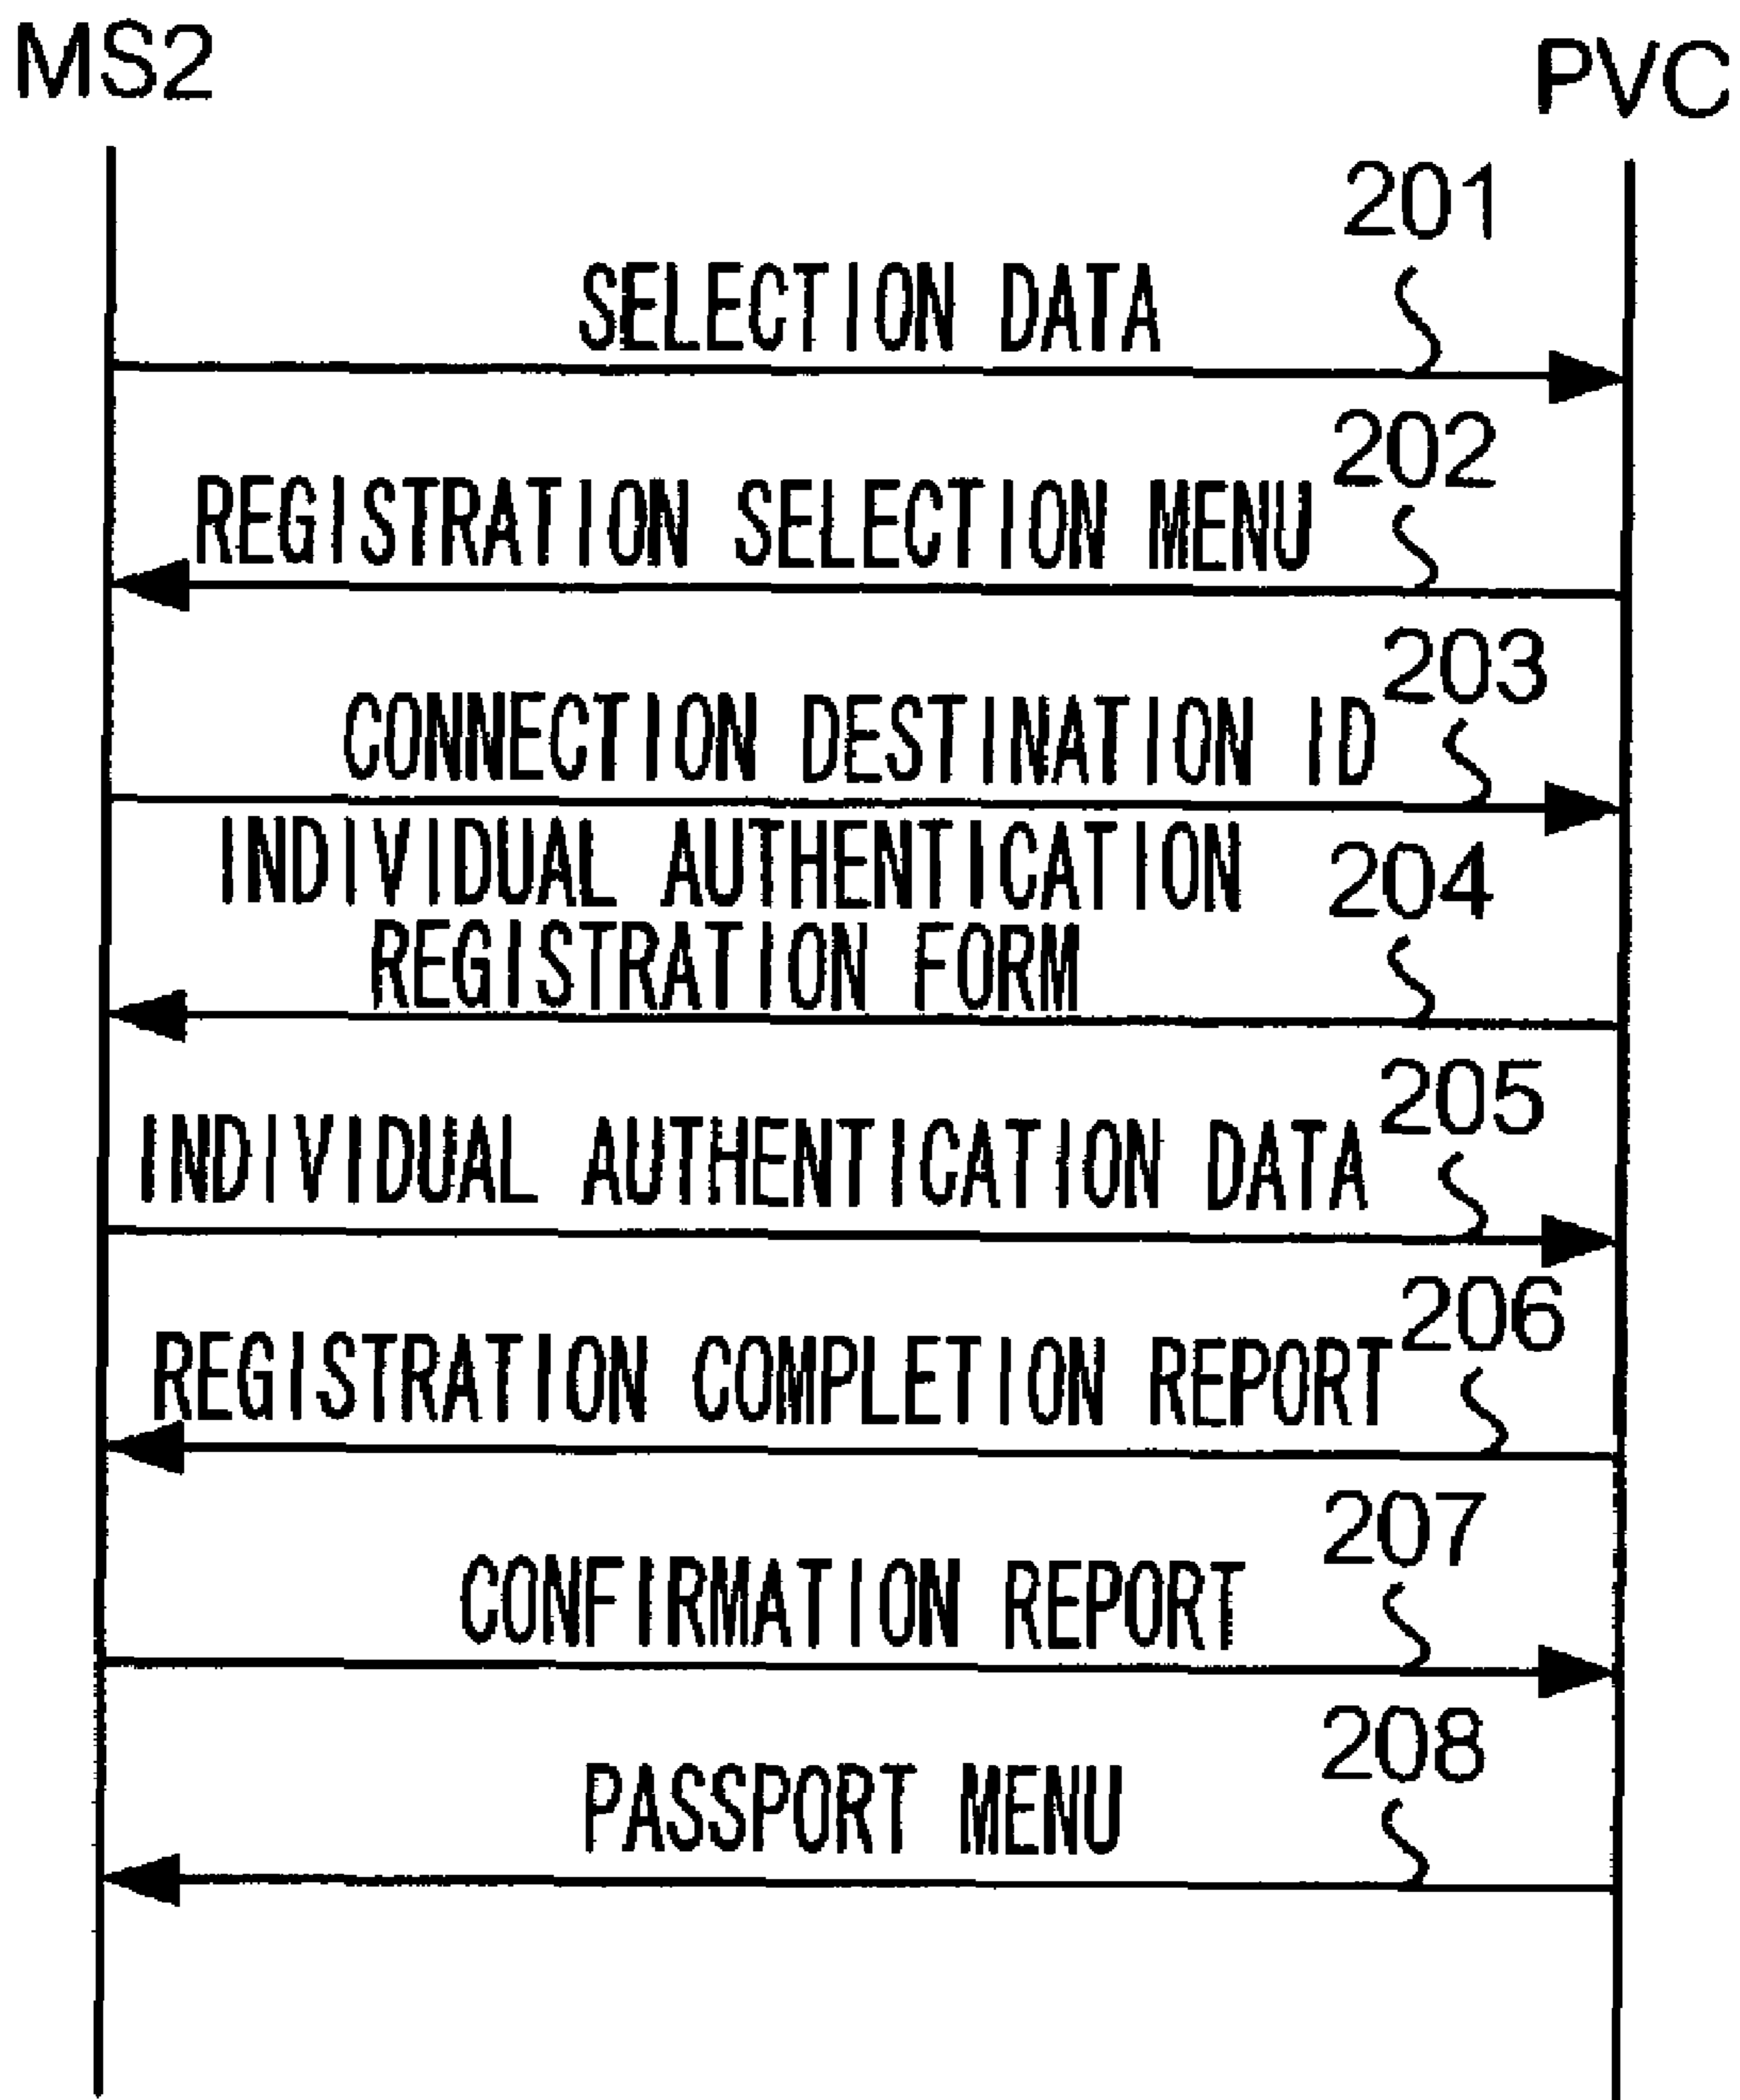 MS2
PVC
201
SELECTION DATA
202
REGISTRATION SELECTION MENU
203
CONNECTION DESTINATION ID
INDIVIDUAL AUTHENTICATION
204
REGISTRATION FORM
205
INDIVIDUAL AUTHENTICATION DATA
206
REGISTRATION COMPLETION REPORT
207
CONFIRMATION REPORT
208
PASSPORT MENU